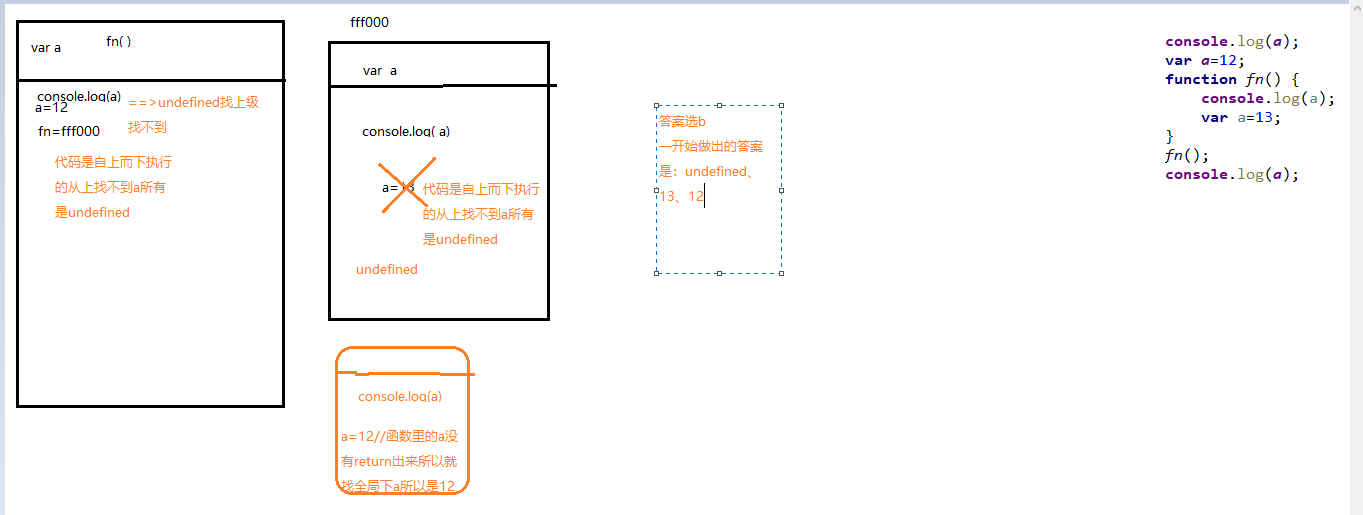 var a
fn( )
console.log(a)
a=12
fn=fff000
==>undefined找上级
找不到
代码是自上而下执行
的从上找不到a所有
是undefined
fff000
var a
console.log( a)
a=13
代码是自上而下执行
的从上找不到a所有
是undefined
undefined
console.log(a)
a=12//函数里的a没
有return出来所以就
找全局下a所以是12
答案选b
一开始做出的答案
是：undefined、
13、12
console.log(a);
var a=12;
function fn() {
console.log(a);
var a=13;
}
fn();
console.log(a);